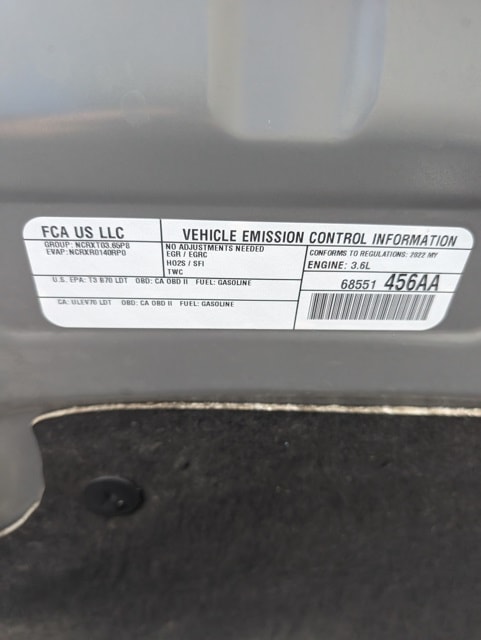 FCA US LLC
GROUP: NCRXT03.65P8
EVAP: NCRXR0140RP0
VEHICLE EMISSION CONTROL INFORMATION
NO ADJUSTMENTS NEEDED
EGR / EGRC
HO2S / SFI
TWC
CONFORMS TO REGULATIONS: 2022 MY
ENGINE: 3.6L
U.S. EPA: T3 B70 LDT OBD: CA OBD II FUEL: GASOLINE
CA: ULEV70 LDT OBD: CA OBD II FUEL: GASOLINE
68551 456AA